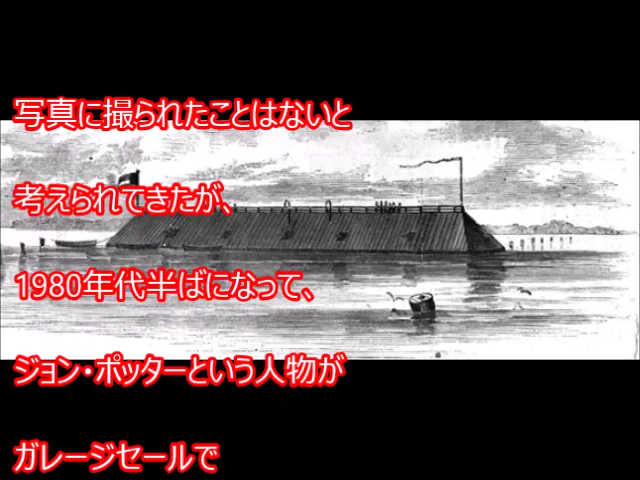 写真に撮られたことはないと
考えられてきたが、
1980年代半ばになって、
ジョン・ポッターという人物が
ガレージセールで